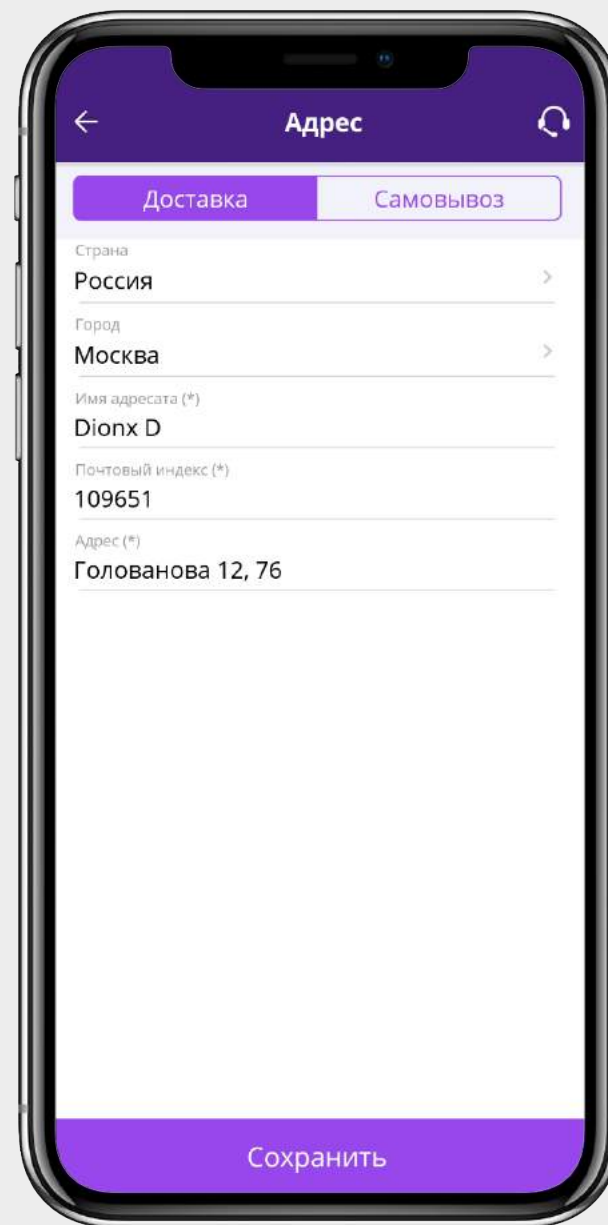 Адрес
Доставка Самовывоз
Страна
Россия
Город
Москва
Имя адресата (*)
Dionx D
Почтовый индекс (*)
109651
Адрес (*)
Голованова 12, 76
Сохранить